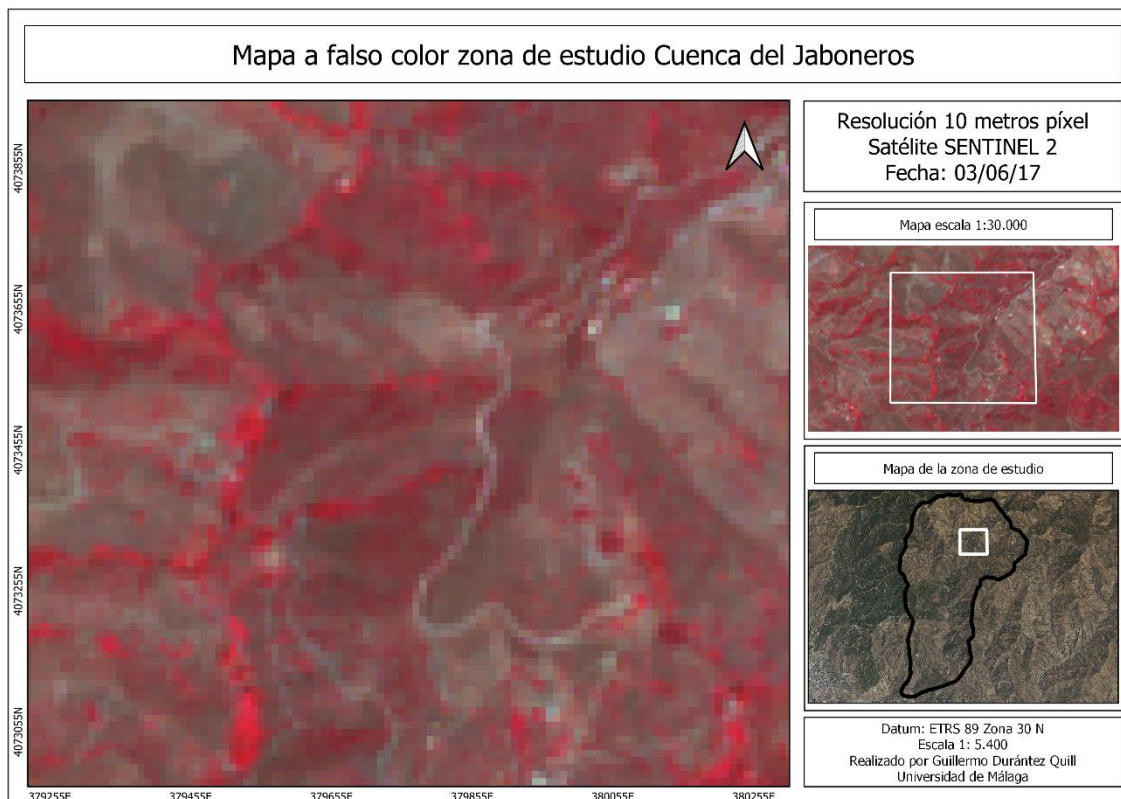 Mapa a falso color zona de estudio Cuenca del Jaboneros
Resolución 10 metros píxel
Satélite SENTINEL 2
Fecha: 03/06/17
Mapa escala 1:30.000
Mapa de la zona de estudio
Datum: ETRS 89 Zona 30 N
Escala 1: 5.400
Realizado por Guillermo Durántez Quill
Universidad de Málaga
4073855N
4073655N
4073455N
4073255N
4073055N
379255E 379455E 379655E 379855E 380055E 380255E